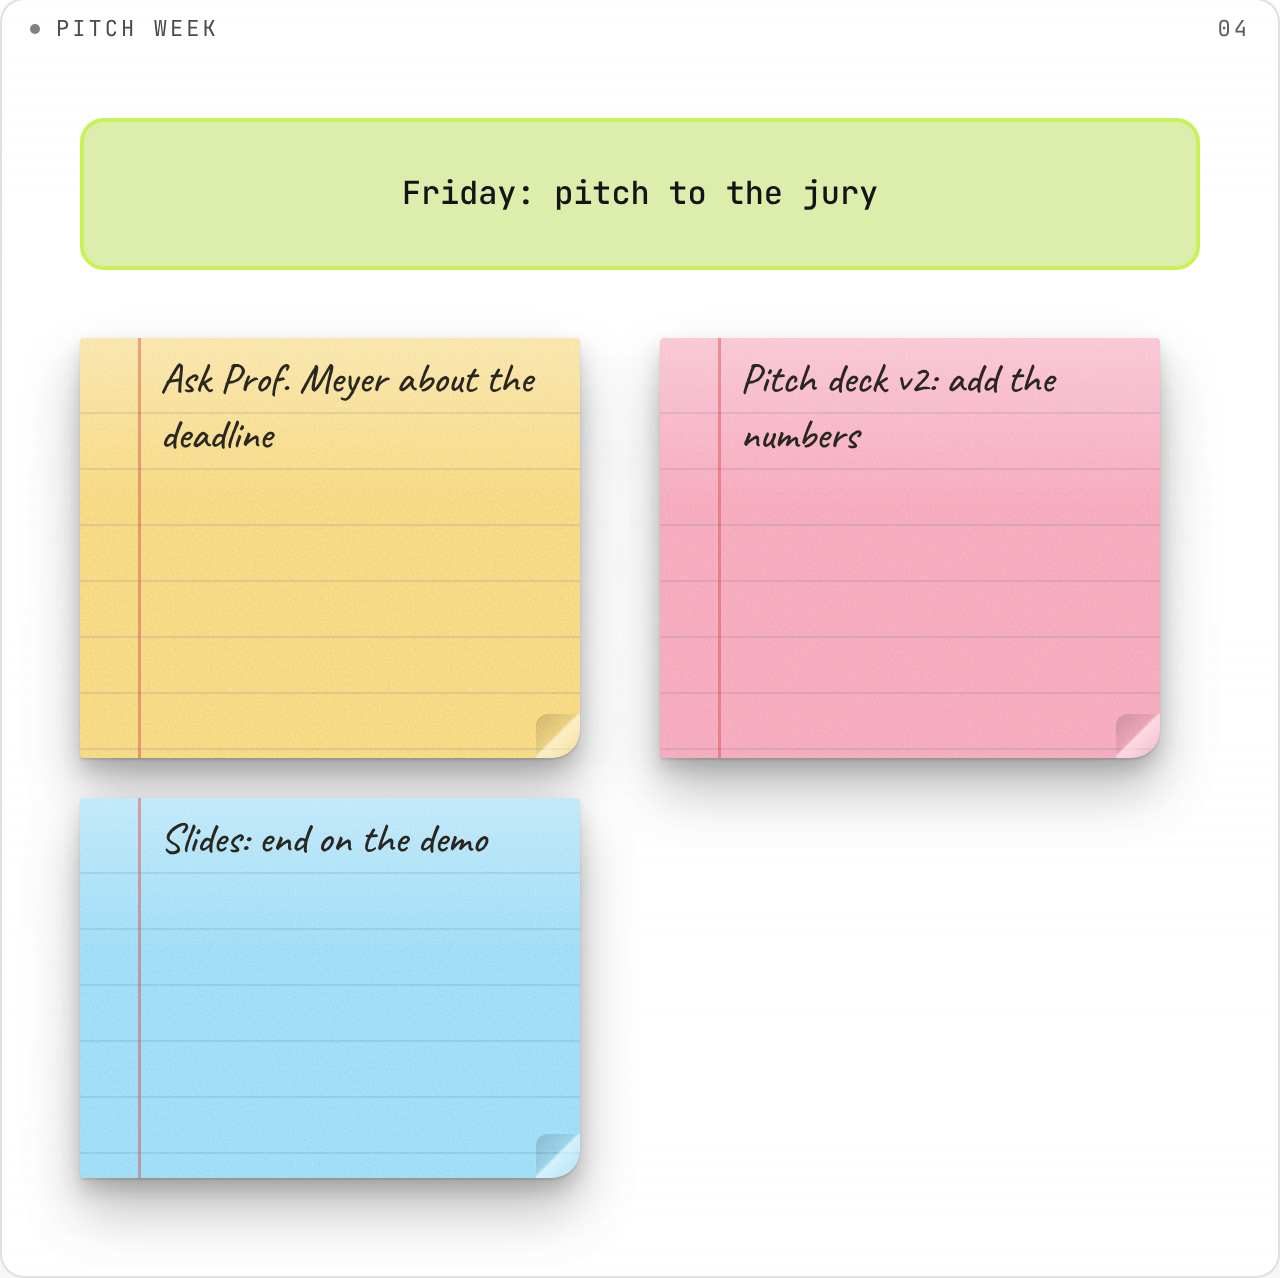 PITCH WEEK
04
Friday: pitch to the jury
Ask Prof. Meyer about the
deadline
Pitch deck v2: add the
numbers
Slides: end on the demo